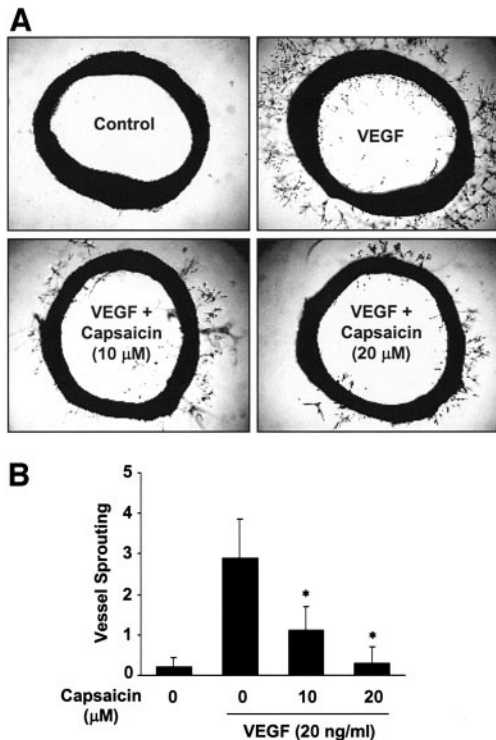 A
Control
VEGF
VEGF +
Capsaicin
(10 μM)
VEGF +
Capsaicin
(20 μM)
B
Vessel Sprouting
5
4
3
2
1
0
*
*
Capsaicin
(μM)
0 0 10 20
VEGF (20 ng/ml)